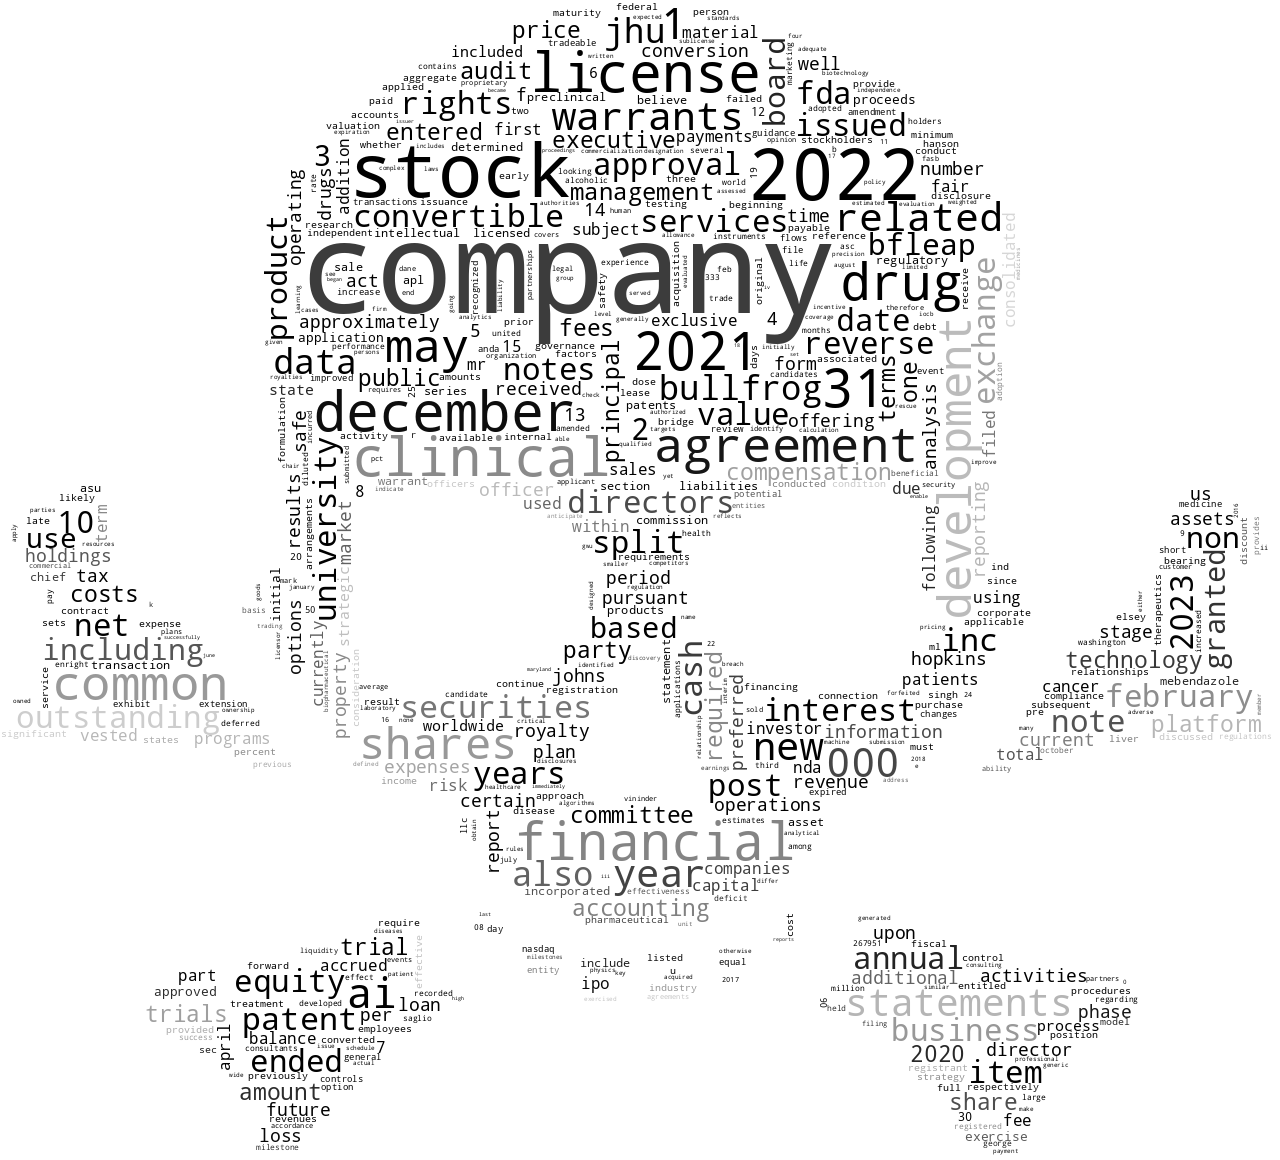 maturity federal expected person
price jhu 1 material standards
tradeable written sublicense four
included conversion board adequate
contains audit 6 license marketing well biotechnology
aggregate proprietary
applied became fda provide independence
paid rights f preclinical believe failed 12 adopted proceeds
accounts two warrants issued amendment
valuation issuer holders
expiration entered first executive payments guidance opinion stockholders 11 minimum
whether includes determined proceedings commercialization designation several b 17 number hanson conduct
3 stock early looking approval 2022 fasb
rate complex laws alcoholic three world 19 policy fair disclosure
operating drugs addition management assessed estimated evaluation weighted
transactions issuance authorities testing beginning
research convertible 14 human services time related
independent intellectual licensed covers subject allowance instruments payable reference consolidated
product company flows asc bfleap
sale dane experience file precision regulatory medicines
see began act apl recognized partnerships legal group safety acquisition evaluated feb 333 original life august limited receive exchange
increase end level trade iv drug
learning cases firm going analytics liability served incentive therefore iocb
approximately 5 prior fees generally exclusive 4 coverage date debt development
given application performance united governance months
data persons may anda 15 factors principal 2021 16 days initially set associated reverse
royalties improved mr organization notes form candidates adoption
state requires public amounts series received check dose lease bullfrog 31 terms one event rescue
25 patents
formulation safe incurred december 13 authorized bridge value offering analysis filed
targets review identify calculation
chair diluted activity r available internal able amended 2 agreement improve
university submitted clinical qualified yet
pct sales compensation beneficial
asu results warrant officers officer applicant section liabilities conducted condition due security
likely 8 indicate used directors potential entities enable reporting us
parties 10 term property market anticipate within commission reflects following assets medicine 2016
apply late use resources arrangements gwu split health 9 non discount provides ii
holdings commercial 20 smaller requirements competitors ind short bearing customer
chief tax goods mark january period regulation since therapeutics granted
pay costs k initial designed pursuant using 2023 either
contract basis 50 strategic products corporate elsey increased
sets net expense plans trading options based name applicable stage
successfully licensor pricing washington
including june currently party statement cash 22 inc relationships technology
enright transaction biopharmaceutical consideration maryland identified discovery required breach ml hopkins mebendazole
service common average johns applications interim patients cancer
exhibit extension result candidate continue registration financing forfeited singh 24 compliance february member
owned outstanding ownership laboratory securities relationship preferred sold connection purchase subsequent
deferred 16 none worldwide critical interest changes pre adverse note platform
significant vested states programs shares royalty investor information many current liver discussed regulations
percent defined plan disclosures new machine submission must october
previous expenses earnings third nda 000 2018 e total
income risk years healthcare immediately post revenue address ability
certain approach expired
disease algorithms vininder operations
llc obtain committee estimates asset
report rules financial analytical
july among
also iii year companies
incorporated effectiveness capital differ
accounting deficit
pharmaceutical unit
last cost generated
require 08 day upon
diseases reports 267951 fiscal
liquidity trial effective nasdaq include listed otherwise annual control
forward accrued events milestones physics u equal consulting
part equity effect patient entity key acquired 2017 additional activities partners 0
approved ai ipo industry million similar entitled procedures
treatment developed loan recorded high exercised agreements 06 held statements regarding
trials patent per saglio phase
provided employees filing business process model
success april balance converted position
sec consultants issue schedule 7 2020 director
ended general professional
wide previously actual registrant item generic
controls strategy
amount option full respectively
future share large
revenues 30 make fee
accordance registered
loss exercise
milestone george
payment